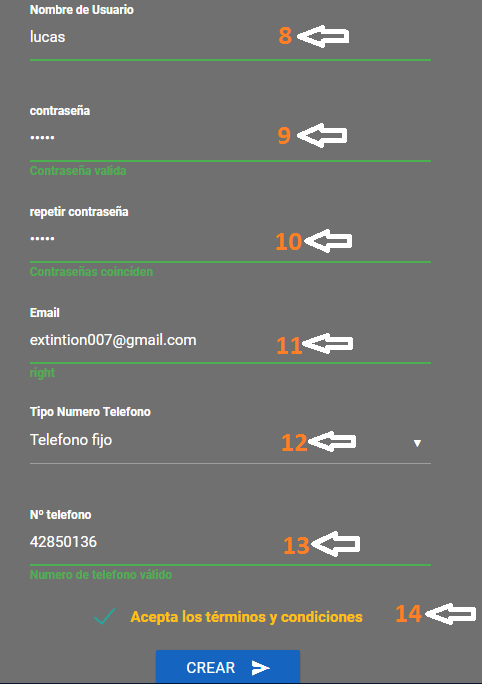 Nombre de Usuario
lucas 8
contraseña
••••• 9
Contraseña valida
repetir contraseña
••••• 10
Contraseñas coinciden
Email
extintion007@gmail.com 11
right
Tipo Numero Telefono
Telefono fijo 12
Nº telefono
42850136 13
Numero de telefono válido
Acepta los términos y condiciones 14
CREAR